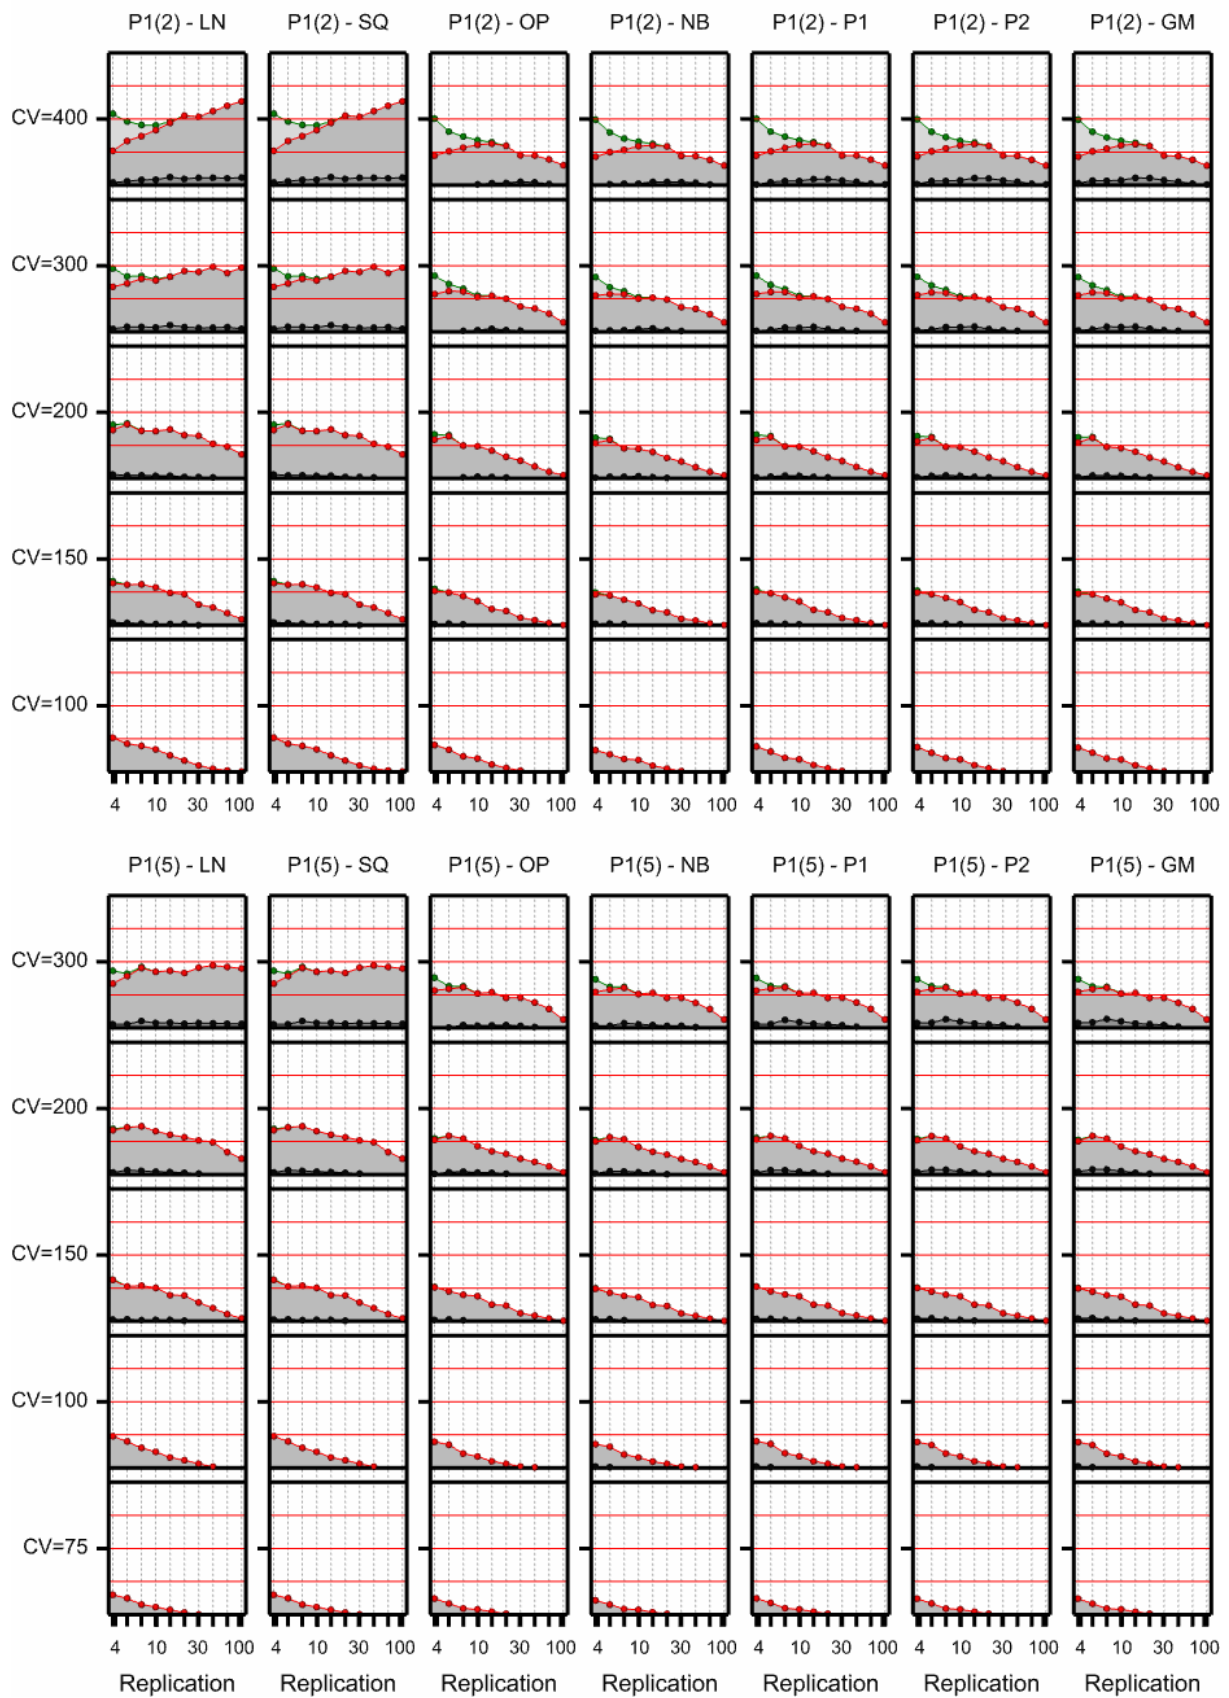 P1(2) - LN P1(2) - SQ P1(2) - OP P1(2) - NB P1(2) - P1 P1(2) - P2 P1(2) - GM
CV=400
CV=300
CV=200
CV=150
CV=100
4 10 30 100 4 10 30 100 4 10 30 100 4 10 30 100 4 10 30 100 4 10 30 100 4 10 30 100
P1(5) - LN P1(5) - SQ P1(5) - OP P1(5) - NB P1(5) - P1 P1(5) - P2 P1(5) - GM
CV=300
CV=200
CV=150
CV=100
CV=75
4 10 30 100 4 10 30 100 4 10 30 100 4 10 30 100 4 10 30 100 4 10 30 100 4 10 30 100
Replication Replication Replication Replication Replication Replication Replication